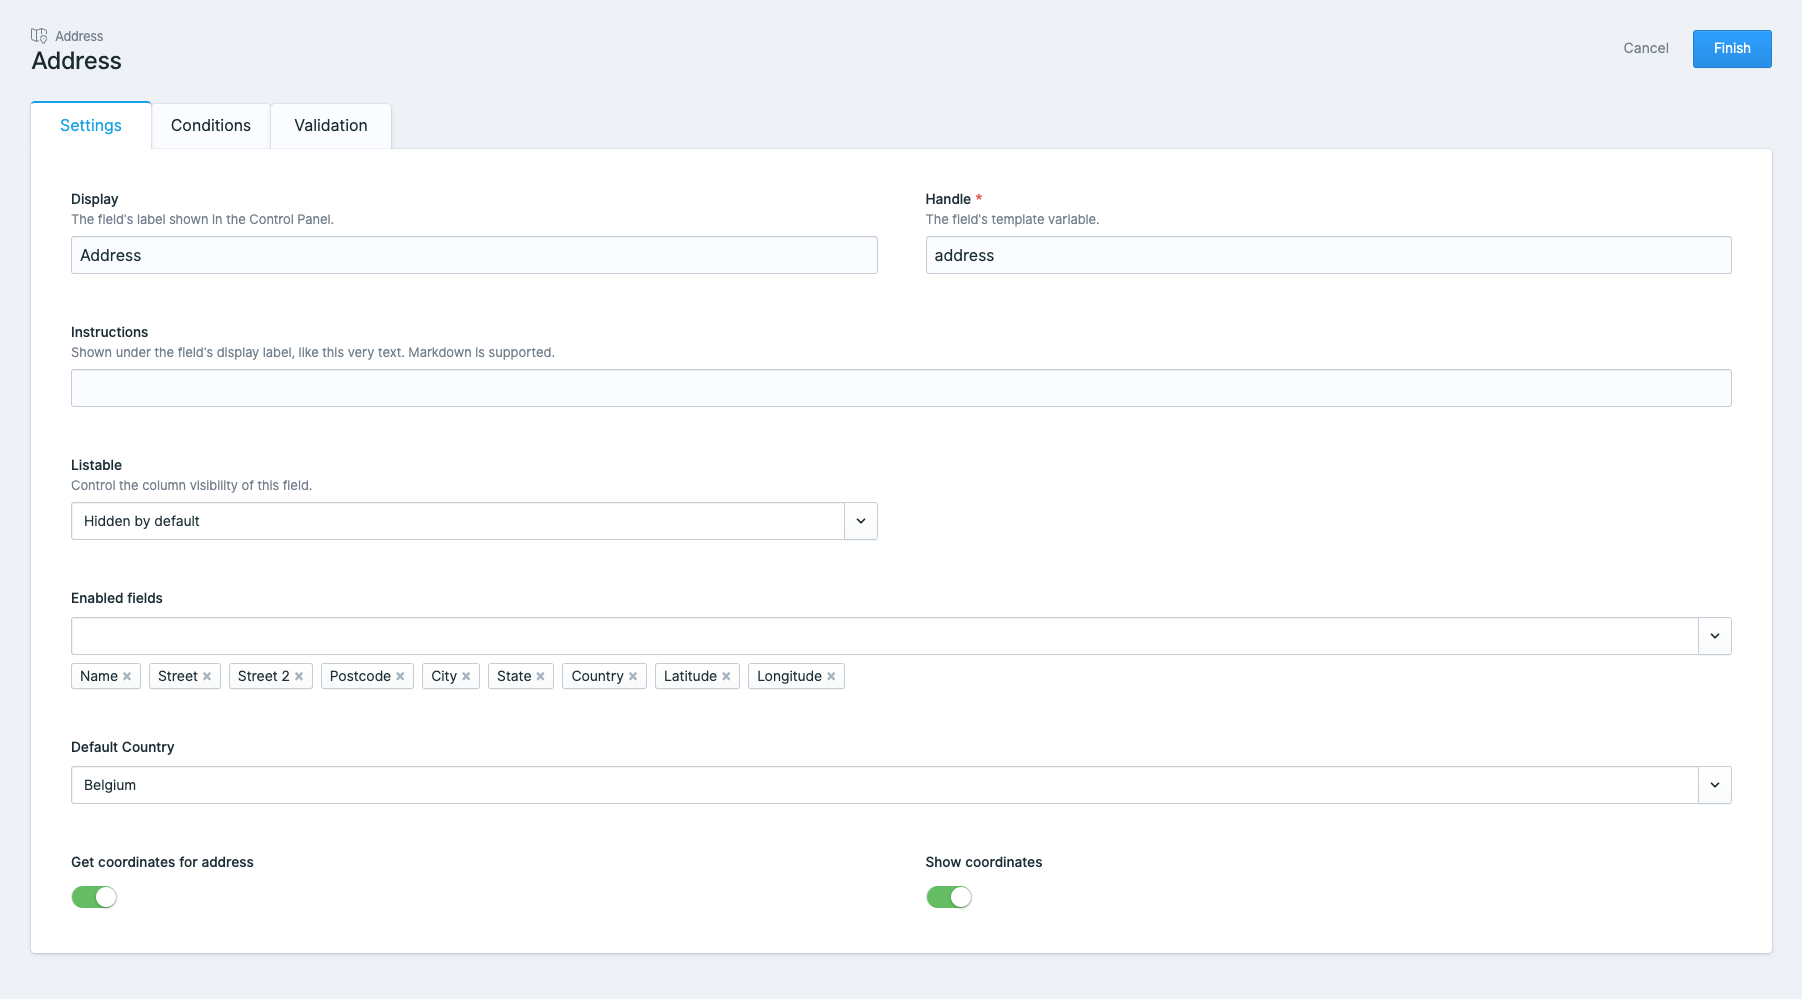 Address
Address
Cancel
Finish
Settings
Conditions
Validation
Display
The field's label shown in the Control Panel.
Address
Handle *
The field's template variable.
address
Instructions
Shown under the field's display label, like this very text. Markdown is supported.
Listable
Control the column visibility of this field.
Hidden by default
Enabled fields
Name × Street × Street 2 × Postcode × City × State × Country × Latitude × Longitude ×
Default Country
Belgium
Get coordinates for address
Show coordinates